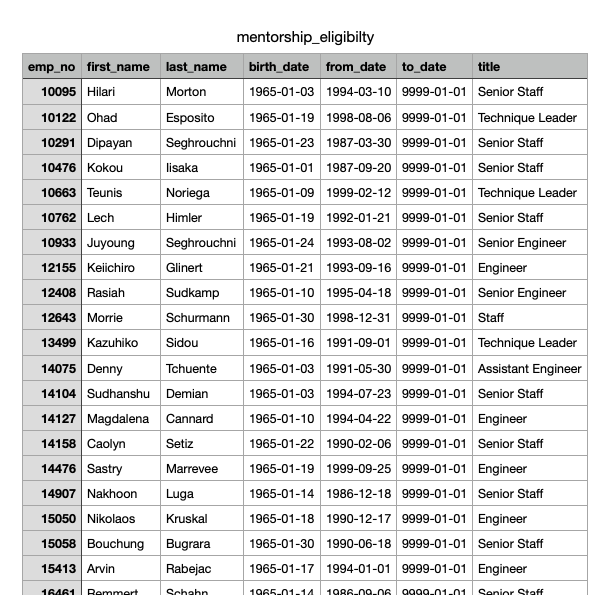 mentorship_eligibilty
emp_no first_name last_name birth_date from_date to_date title
10095 Hilari Morton 1965-01-03 1994-03-10 9999-01-01 Senior Staff
10122 Ohad Esposito 1965-01-19 1998-08-06 9999-01-01 Technique Leader
10291 Dipayan Seghrouchni 1965-01-23 1987-03-30 9999-01-01 Senior Staff
10476 Kokou Iisaka 1965-01-01 1987-09-20 9999-01-01 Senior Staff
10663 Teunis Noriega 1965-01-09 1999-02-12 9999-01-01 Technique Leader
10762 Lech Himler 1965-01-19 1992-01-21 9999-01-01 Senior Staff
10933 Juyoung Seghrouchni 1965-01-24 1993-08-02 9999-01-01 Senior Engineer
12155 Keiichiro Glinert 1965-01-21 1993-09-16 9999-01-01 Engineer
12408 Rasiah Sudkamp 1965-01-10 1995-04-18 9999-01-01 Senior Engineer
12643 Morrie Schurmann 1965-01-30 1998-12-31 9999-01-01 Staff
13499 Kazuhiko Sidou 1965-01-16 1991-09-01 9999-01-01 Technique Leader
14075 Denny Tchuente 1965-01-03 1991-05-30 9999-01-01 Assistant Engineer
14104 Sudhanshu Demian 1965-01-03 1994-07-23 9999-01-01 Senior Staff
14127 Magdalena Cannard 1965-01-10 1994-04-22 9999-01-01 Engineer
14158 Caolyn Setiz 1965-01-22 1990-02-06 9999-01-01 Senior Staff
14476 Sastry Marrevee 1965-01-19 1999-09-25 9999-01-01 Engineer
14907 Nakhoon Luga 1965-01-14 1986-12-18 9999-01-01 Senior Staff
15050 Nikolaos Kruskal 1965-01-18 1990-12-17 9999-01-01 Engineer
15058 Bouchung Bugrara 1965-01-30 1990-06-18 9999-01-01 Senior Staff
15413 Arvin Rabejac 1965-01-17 1994-01-01 9999-01-01 Engineer
16461 Remmert Schahn 1965-01-14 1986-09-06 9999-01-01 Senior Staff